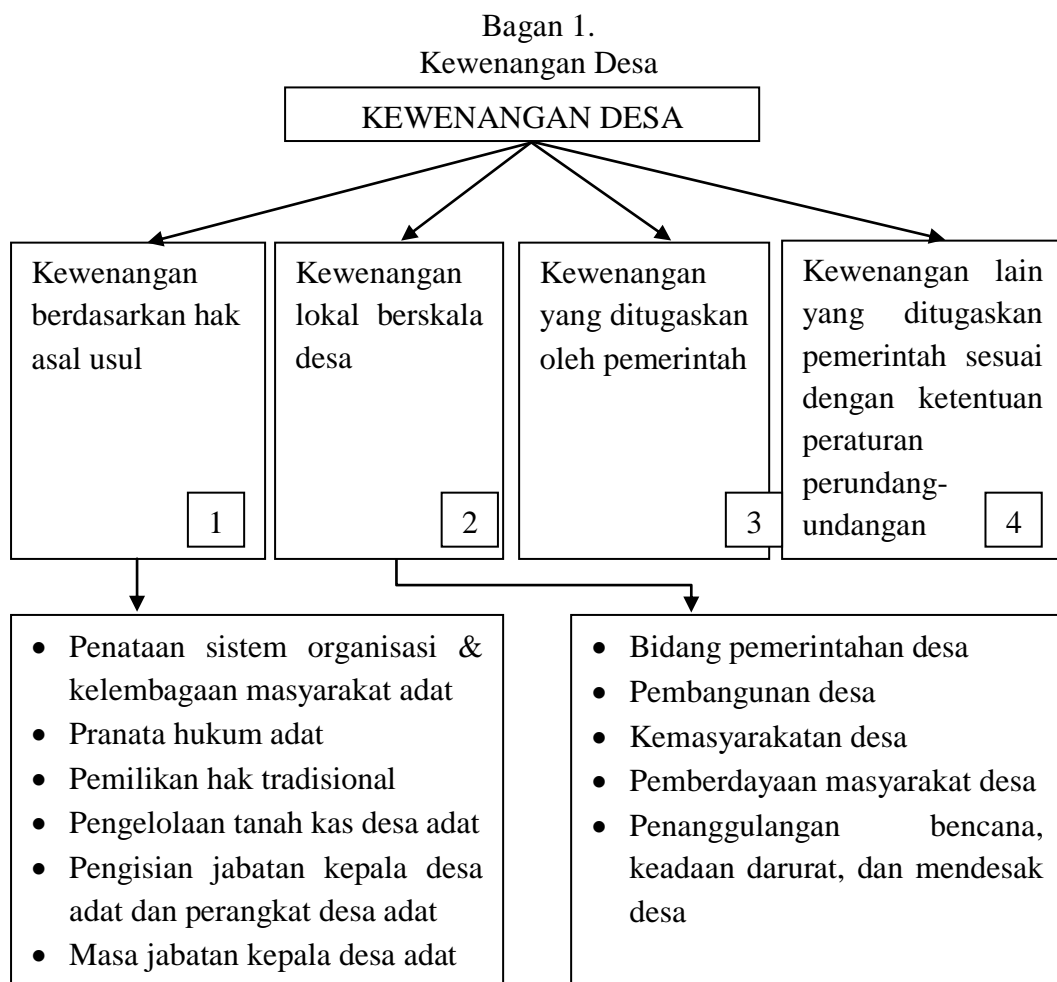 Bagan 1.
Kewenangan Desa
KEWENANGAN DESA
Kewenangan
berdasarkan hak
asal usul
1
Kewenangan
lokal berskala
desa
2
Kewenangan
yang ditugaskan
oleh pemerintah
3
Kewenangan lain
yang ditugaskan
pemerintah sesuai
dengan ketentuan
peraturan
perundang-
undangan
4
• Penataan sistem organisasi &
kelembagaan masyarakat adat
• Pranata hukum adat
• Pemilikan hak tradisional
• Pengelolaan tanah kas desa adat
• Pengisian jabatan kepala desa
adat dan perangkat desa adat
• Masa jabatan kepala desa adat
• Bidang pemerintahan desa
• Pembangunan desa
• Kemasyarakatan desa
• Pemberdayaan masyarakat desa
• Penanggulangan bencana,
keadaan darurat, dan mendesak
desa